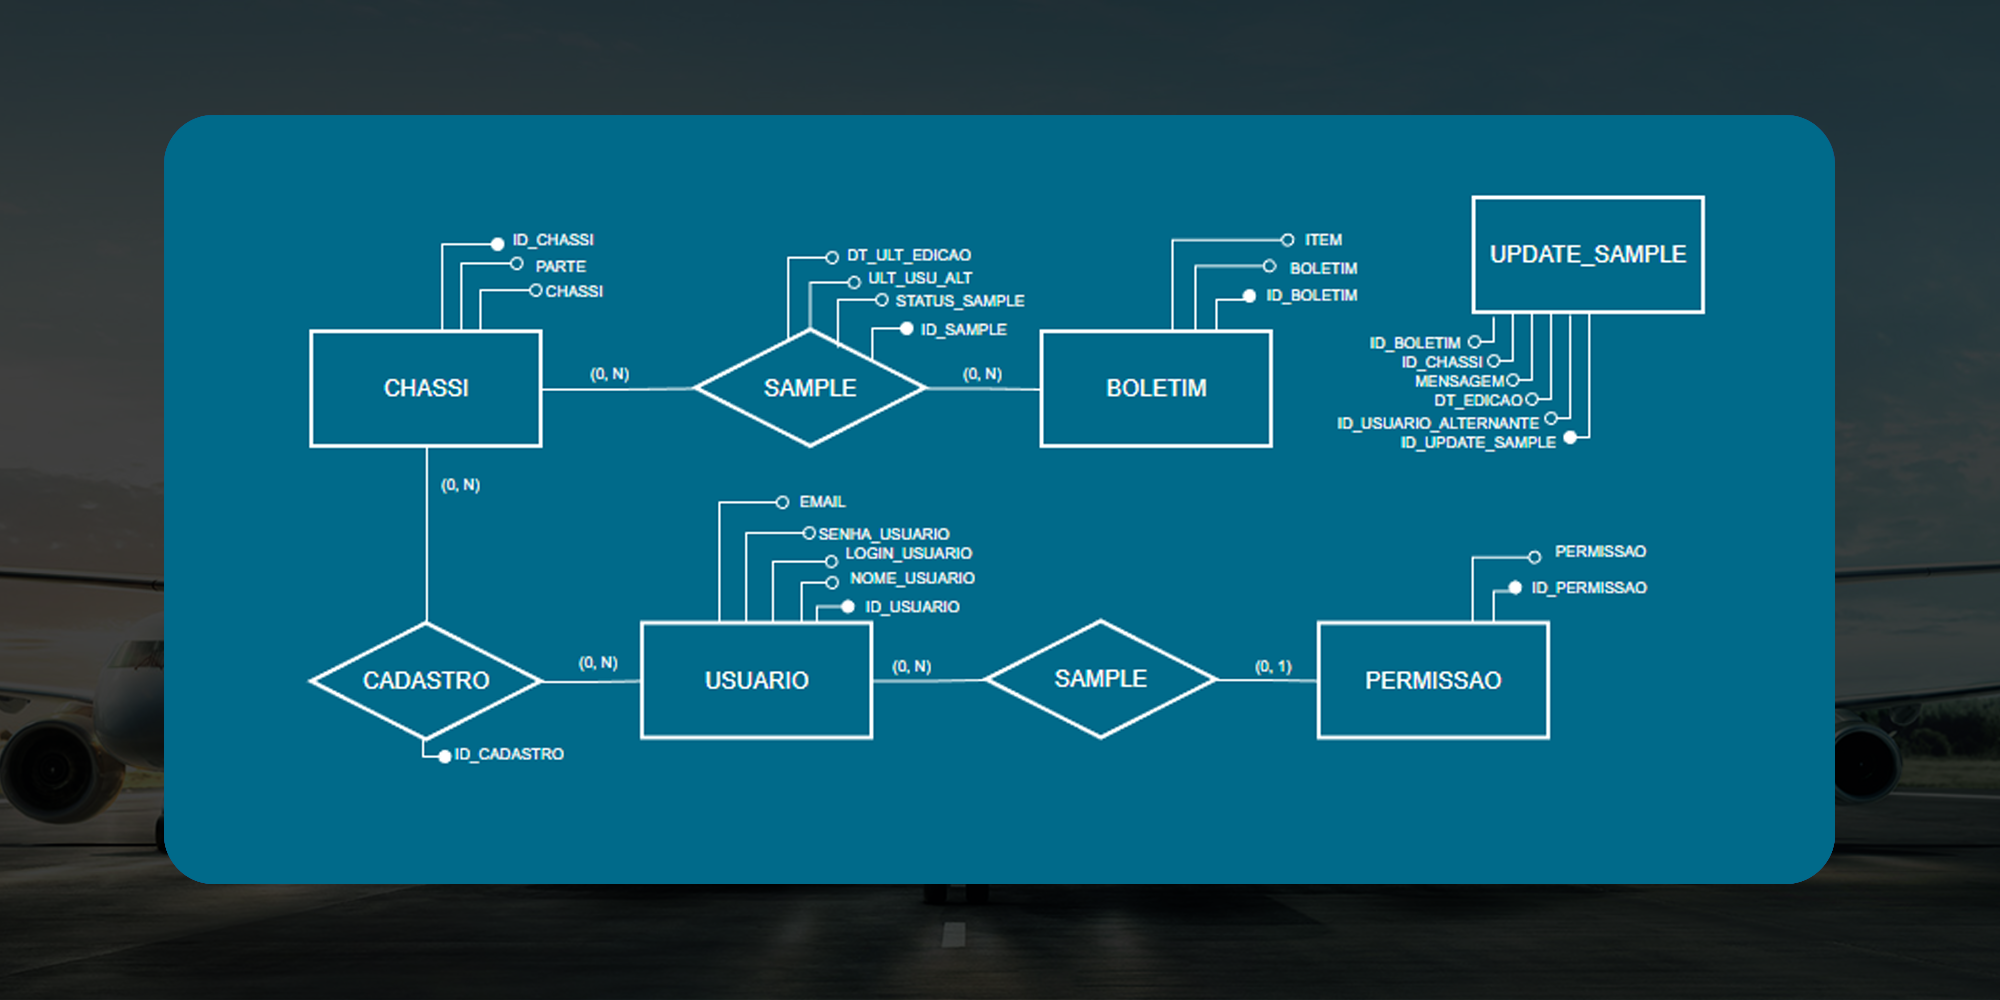 ID_CHASSI
PARTE
CHASSI
CHASSI
(0, N)
DT_ULT_EDICAO
ULT_USU_ALT
STATUS_SAMPLE
ID_SAMPLE
SAMPLE
(0, N)
ITEM
BOLETIM
ID_BOLETIM
BOLETIM
UPDATE_SAMPLE
ID_BOLETIM
ID_CHASSI
MENSAGEM
DT_EDICAO
ID_USUARIO_ALTERNANTE
ID_UPDATE_SAMPLE
(0, N)
CADASTRO
ID_CADASTRO
(0, N)
EMAIL
SENHA_USUARIO
LOGIN_USUARIO
NOME_USUARIO
ID_USUARIO
USUARIO
(0, N)
SAMPLE
(0, 1)
PERMISSAO
ID_PERMISSAO
PERMISSAO